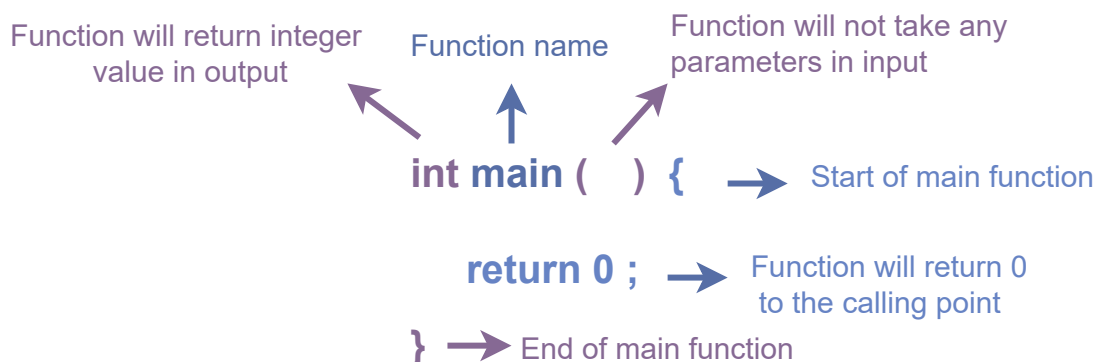 Function will return integer
value in output
Function name
Function will not take any
parameters in input
int main ( ) {
Start of main function
return 0 ;
Function will return 0
to the calling point
}
End of main function